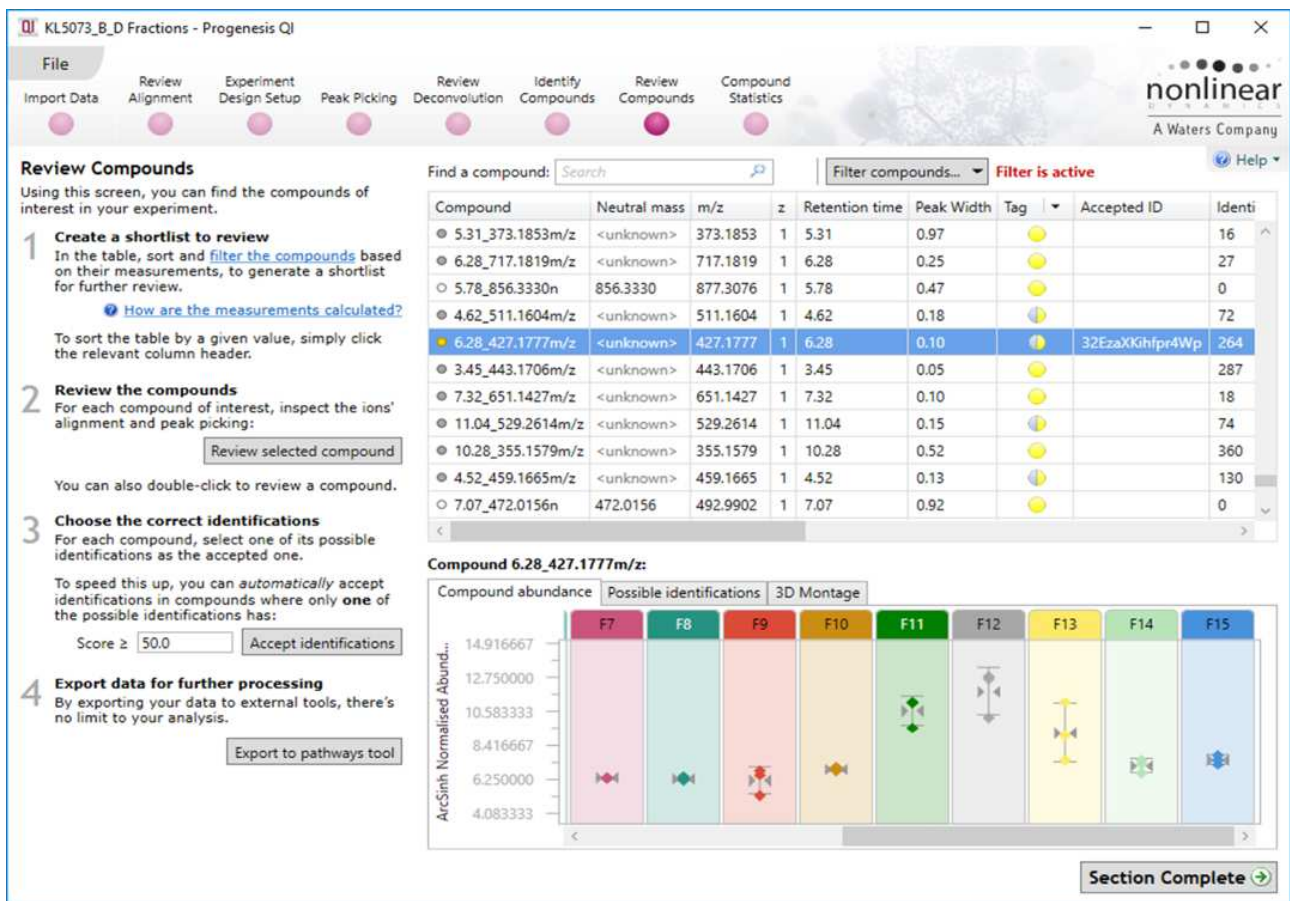 KL5073_B_D Fractions - Progenesis QI
File
Import Data
Review Alignment
Experiment Design Setup
Peak Picking
Review Deconvolution
Identify Compounds
Review Compounds
Compound Statistics
nonlinear
DYNAMICS
A Waters Company
Help
Review Compounds
Using this screen, you can find the compounds of
interest in your experiment.
1 Create a shortlist to review
In the table, sort and filter the compounds based
on their measurements, to generate a shortlist
for further review.
How are the measurements calculated?
To sort the table by a given value, simply click
the relevant column header.
2 Review the compounds
For each compound of interest, inspect the ions'
alignment and peak picking:
Review selected compound
You can also double-click to review a compound.
3 Choose the correct identifications
For each compound, select one of its possible
identifications as the accepted one.
To speed this up, you can automatically accept
identifications in compounds where only one of
the possible identifications has:
Score ≥ 50.0 Accept identifications
4 Export data for further processing
By exporting your data to external tools, there's
no limit to your analysis.
Export to pathways tool
Find a compound: Search Filter compounds... Filter is active
Compound Neutral mass m/z z Retention time Peak Width Tag Accepted ID Identi
5.31_373.1853m/z <unknown> 373.1853 1 5.31 0.97 16
6.28_717.1819m/z <unknown> 717.1819 1 6.28 0.25 27
5.78_856.3330n 856.3330 877.3076 1 5.78 0.47 0
4.62_511.1604m/z <unknown> 511.1604 1 4.62 0.18 72
6.28_427.1777m/z <unknown> 427.1777 1 6.28 0.10 32EzaXKihfpr4Wp 264
3.45_443.1706m/z <unknown> 443.1706 1 3.45 0.05 287
7.32_651.1427m/z <unknown> 651.1427 1 7.32 0.10 18
11.04_529.2614m/z <unknown> 529.2614 1 11.04 0.15 74
10.28_355.1579m/z <unknown> 355.1579 1 10.28 0.52 360
4.52_459.1665m/z <unknown> 459.1665 1 4.52 0.13 130
7.07_472.0156n 472.0156 492.9902 1 7.07 0.92 0
Compound 6.28_427.1777m/z:
Compound abundance Possible identifications 3D Montage
F7 F8 F9 F10 F11 F12 F13 F14 F15
ArcSinh Normalised Abund...
14.916667
12.750000
10.583333
8.416667
6.250000
4.083333
Section Complete